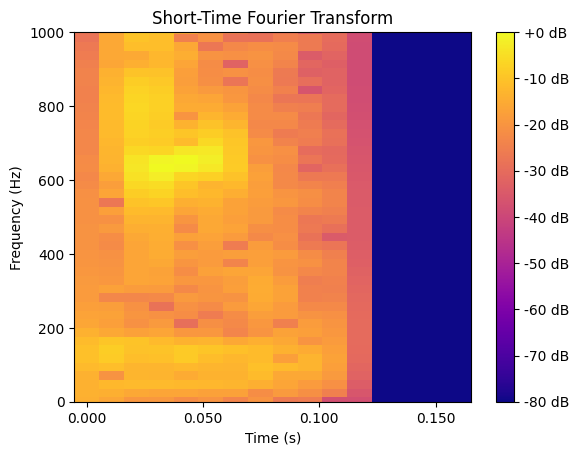 Short-Time Fourier Transform
1000
800
600
400
200
0
Frequency (Hz)
0.000
0.050
0.100
0.150
Time (s)
+0 dB
-10 dB
-20 dB
-30 dB
-40 dB
-50 dB
-60 dB
-70 dB
-80 dB